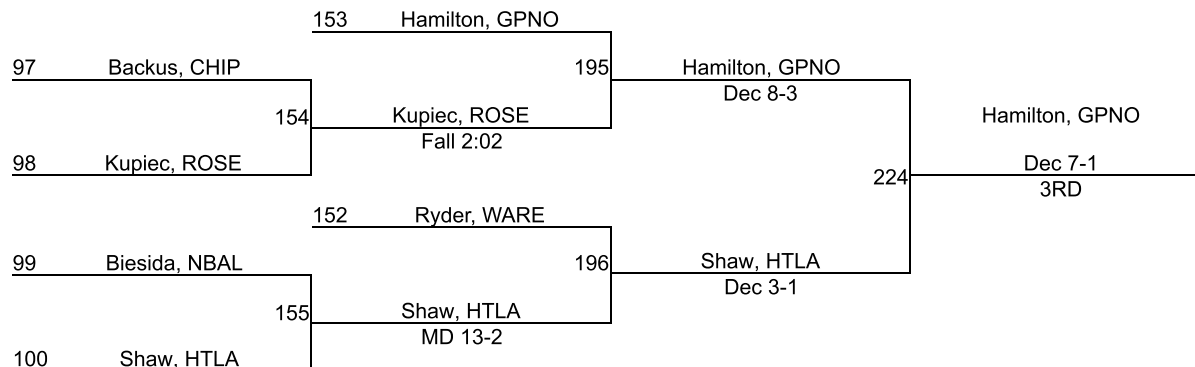 153 Hamilton, GPNO
97 Backus, CHIP
195 Hamilton, GPNO
Dec 8-3
154 Kupiec, ROSE
Fall 2:02
Hamilton, GPNO
98 Kupiec, ROSE
224 Dec 7-1
3RD
152 Ryder, WARE
99 Biesida, NBAL
196 Shaw, HTLA
Dec 3-1
155 Shaw, HTLA
MD 13-2
100 Shaw, HTLA